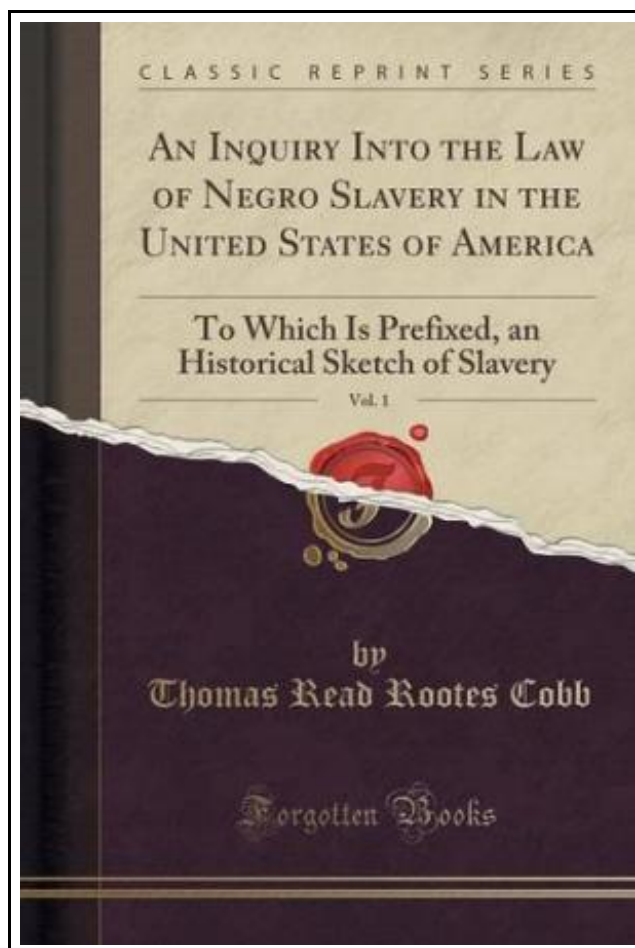 CLASSIC REPRINT SERIES
AN INQUIRY INTO THE LAW
OF NEGRO SLAVERY IN THE
UNITED STATES OF AMERICA
To Which Is Prefixed, an
Historical Sketch of Slavery
Vol. 1
by
Thomas Read Rootes Cobb
Forgotten Books